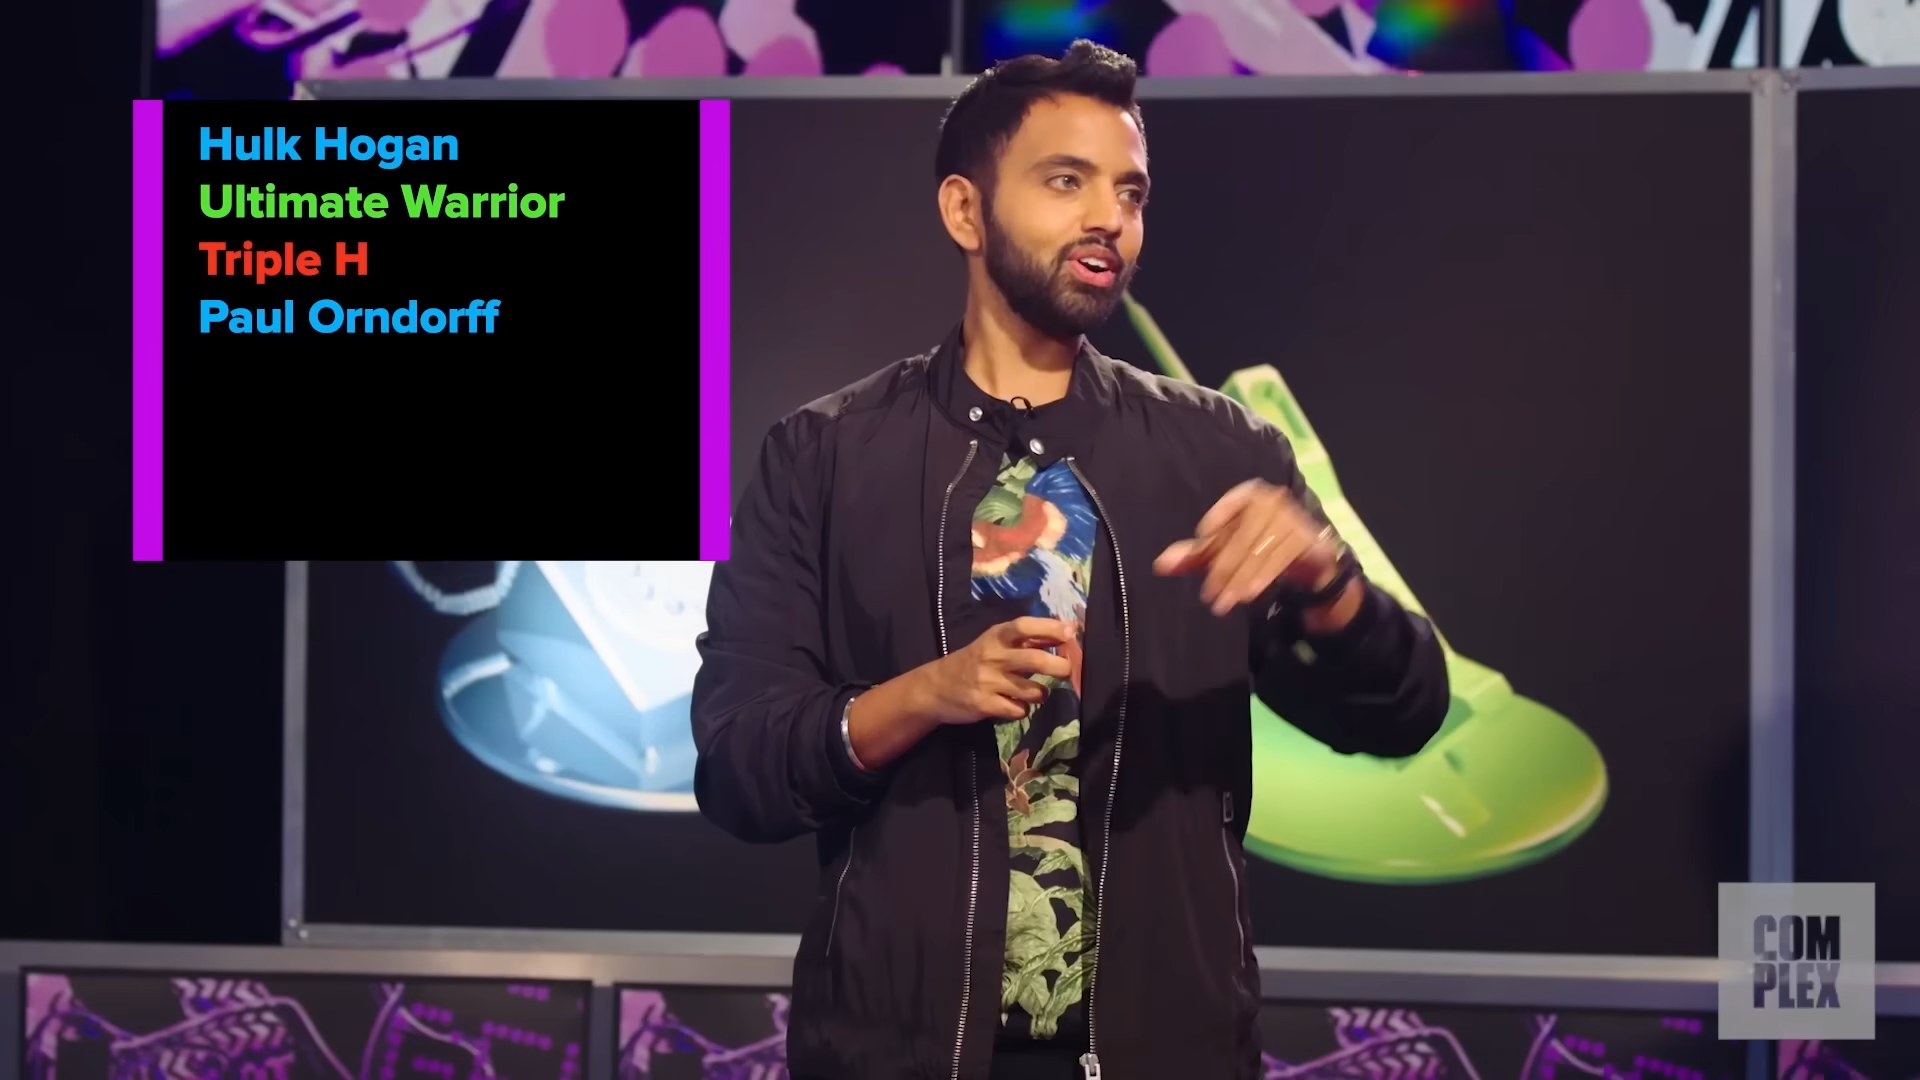 Hulk Hogan
Ultimate Warrior
Triple H
Paul Orndorff
COM
PLEX